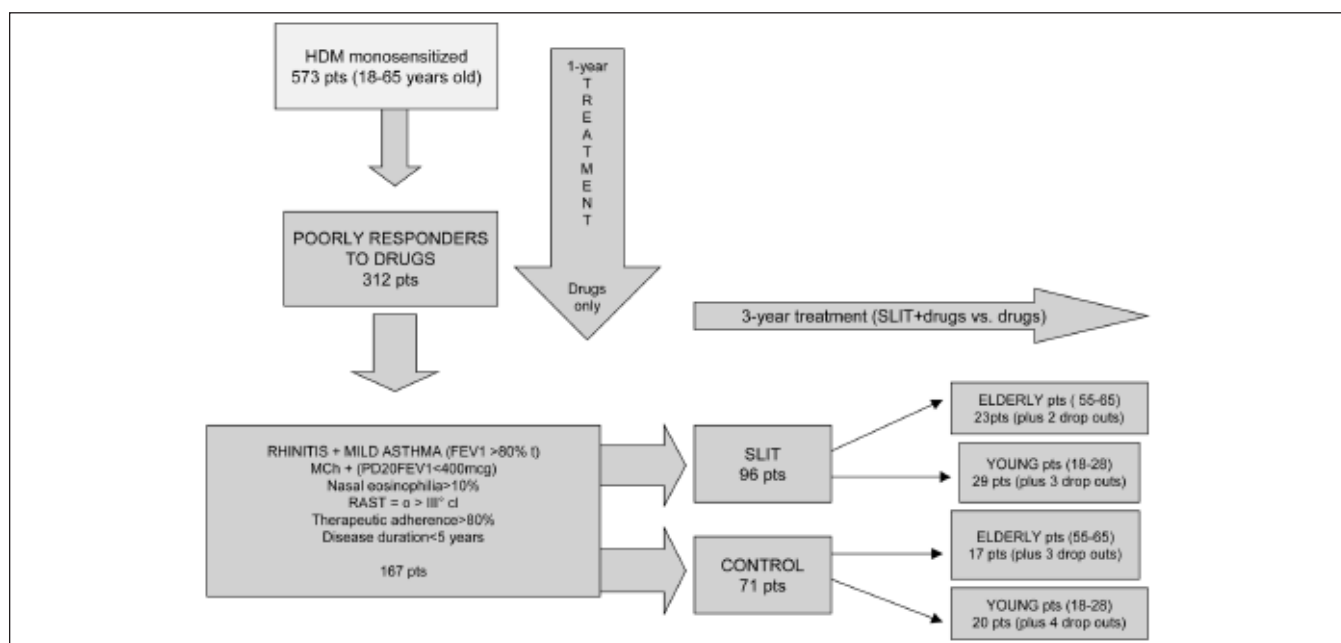 HDM monosensitized
573 pts (18-65 years old)
1-year
T
R
E
A
T
M
E
N
T
Drugs
only
POORLY RESPONDERS
TO DRUGS
312 pts
3-year treatment (SLIT+drugs vs. drugs)
RHINITIS + MILD ASTHMA (FEV1 >80% t)
MCh + (PD20FEV1<400mcg)
Nasal eosinophilia>10%
RAST = o > III° cl
Therapeutic adherence>80%
Disease duration<5 years
167 pts
SLIT
96 pts
ELDERLY pts ( 55-65)
23pts (plus 2 drop outs)
YOUNG pts (18-28)
29 pts (plus 3 drop outs)
CONTROL
71 pts
ELDERLY pts (55-65)
17 pts (plus 3 drop outs)
YOUNG pts (18-28)
20 pts (plus 4 drop outs)